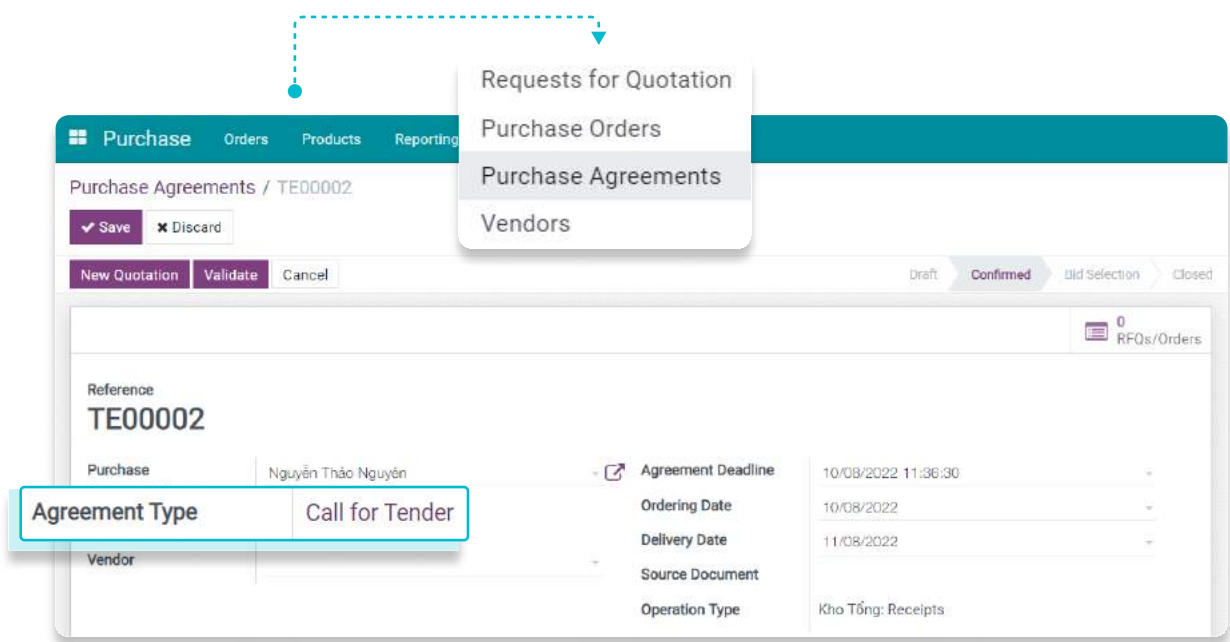 Requests for Quotation
Purchase Orders
Purchase Agreements
Vendors
Purchase Orders Products Reporting
Purchase Agreements / TE00002
Save Discard
New Quotation Validate Cancel Draft Confirmed Bid Selection Closed
0
RFQs/Orders
Reference
TE00002
Purchase Nguyễn Thảo Nguyên Agreement Deadline 10/08/2022 11:36:30
Agreement Type Call for Tender Ordering Date 10/08/2022
Delivery Date 11/08/2022
Vendor
Source Document
Operation Type Kho Tổng: Receipts